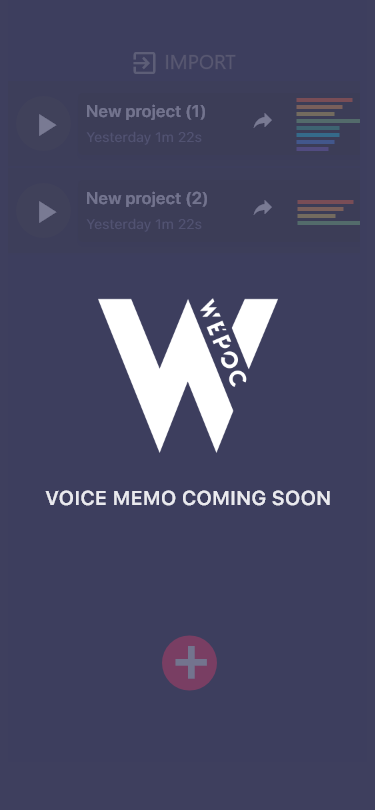 IMPORT
New project (1)
Yesterday 1m 22s
New project (2)
Yesterday 1m 22s
WEPOC
VOICE MEMO COMING SOON